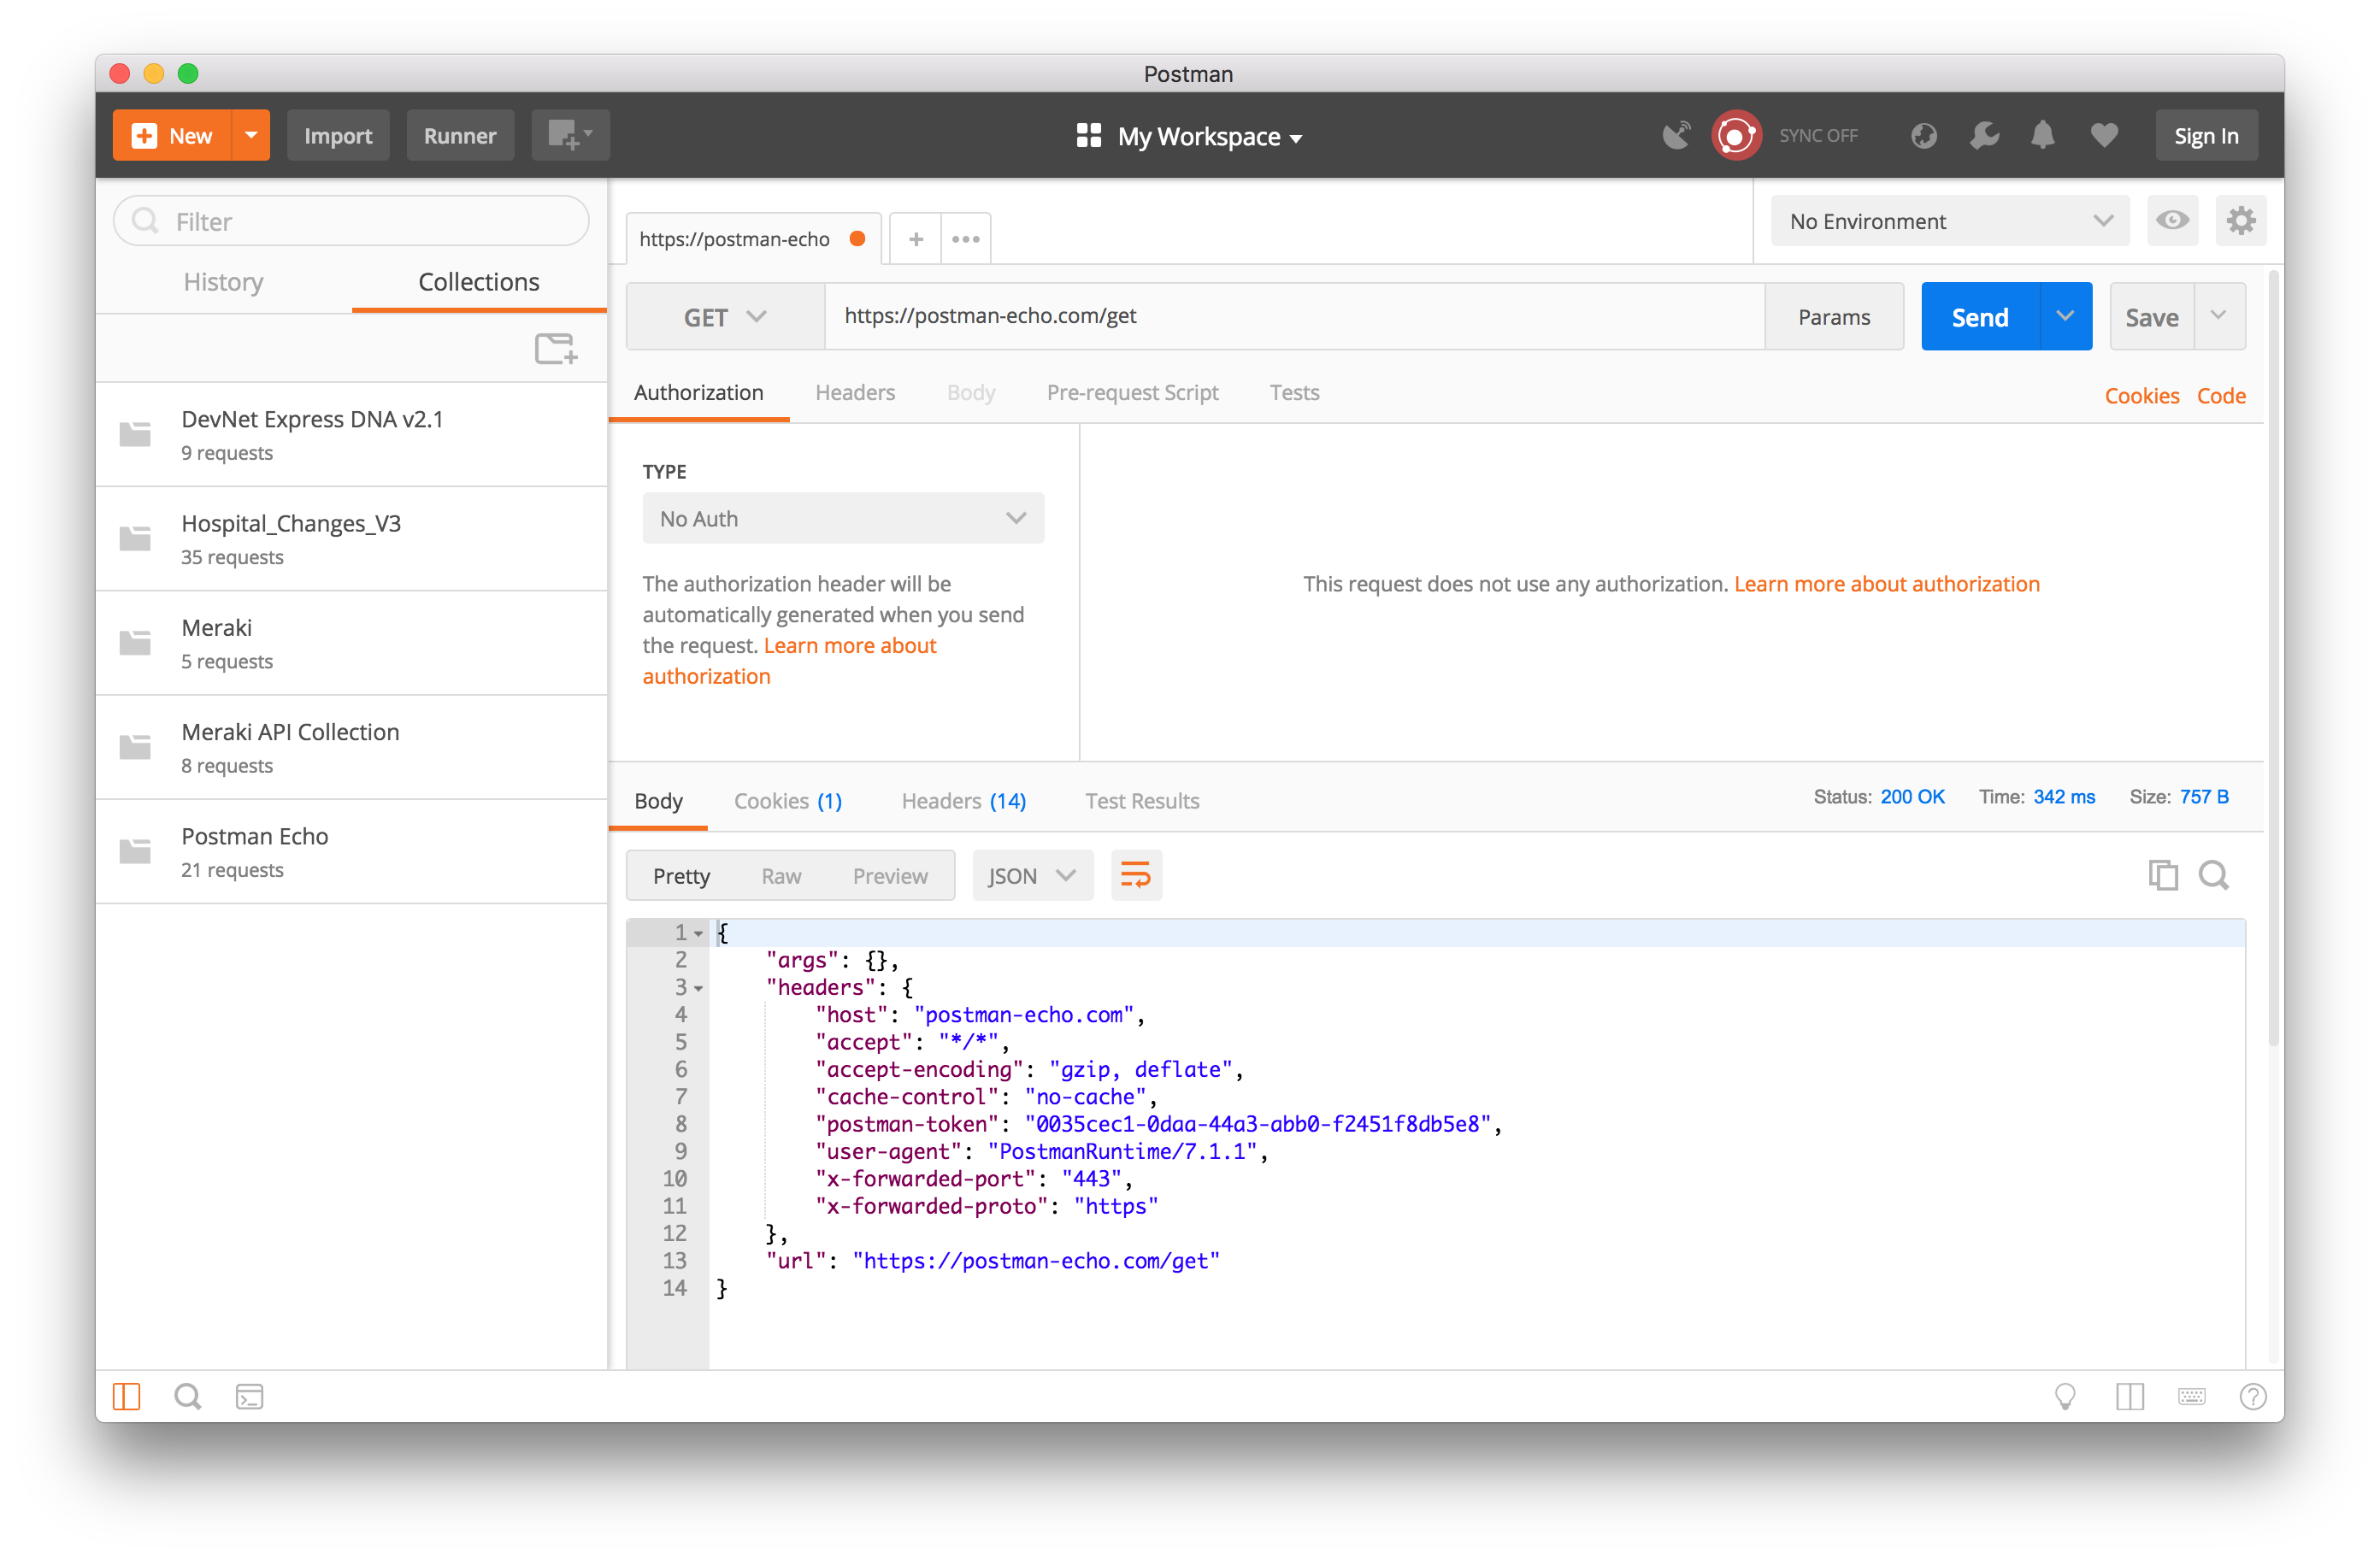 Postman
New
Import
Runner
My Workspace
SYNC OFF
Sign In
Filter
History
Collections
DevNet Express DNA v2.1
9 requests
Hospital_Changes_V3
35 requests
Meraki
5 requests
Meraki API Collection
8 requests
Postman Echo
21 requests
https://postman-echo
+
•••
No Environment
GET
https://postman-echo.com/get
Params
Send
Save
Authorization
Headers
Body
Pre-request Script
Tests
Cookies
Code
TYPE
No Auth
The authorization header will be
automatically generated when you send
the request. Learn more about
authorization
This request does not use any authorization. Learn more about authorization
Body
Cookies (1)
Headers (14)
Test Results
Status: 200 OK
Time: 342 ms
Size: 757 B
Pretty
Raw
Preview
JSON
1 {
2 "args": {},
3 "headers": {
4 "host": "postman-echo.com",
5 "accept": "*/*",
6 "accept-encoding": "gzip, deflate",
7 "cache-control": "no-cache",
8 "postman-token": "0035cec1-0daa-44a3-abb0-f2451f8db5e8",
9 "user-agent": "PostmanRuntime/7.1.1",
10 "x-forwarded-port": "443",
11 "x-forwarded-proto": "https"
12 },
13 "url": "https://postman-echo.com/get"
14 }